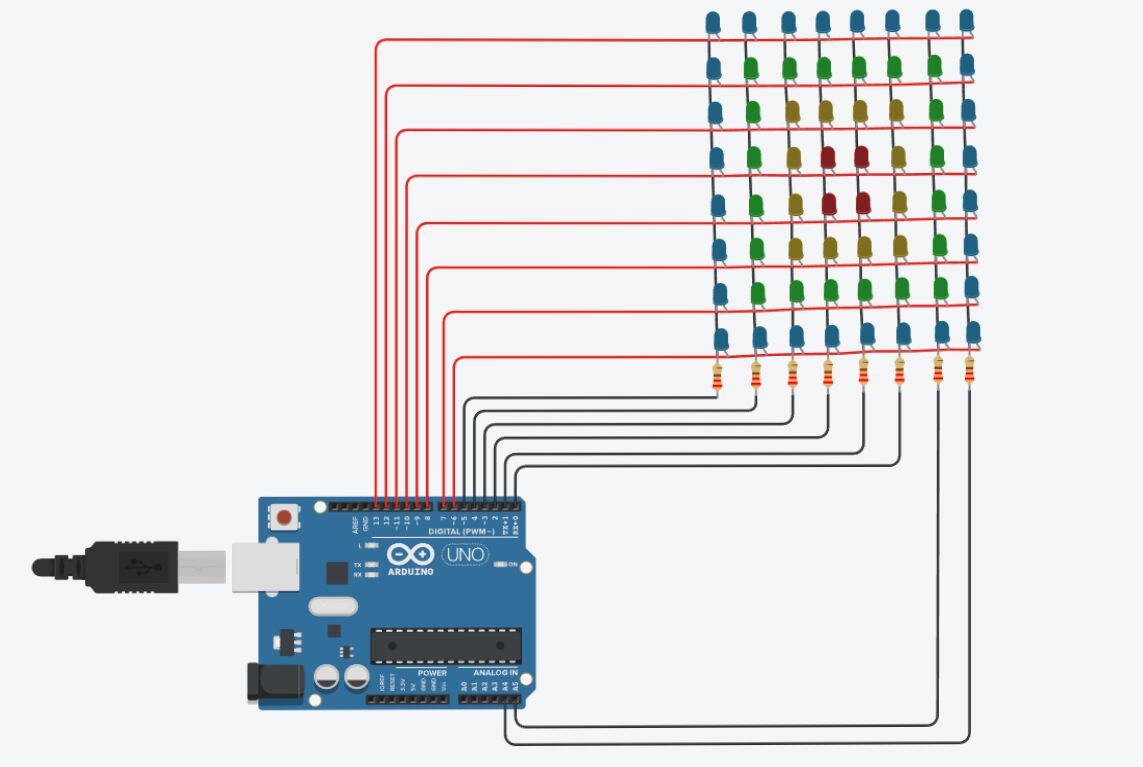 AREF
GND
13
12
~11
~10
~9
8
7
~6
~5
4
~3
2
TX→1
RX←0
DIGITAL (PWM~)
L
TX
RX
ARDUINO
UNO
ON
POWER
ANALOG IN
IOREF
RESET
3.3V
5V
GND
GND
Vin
A0
A1
A2
A3
A4
A5